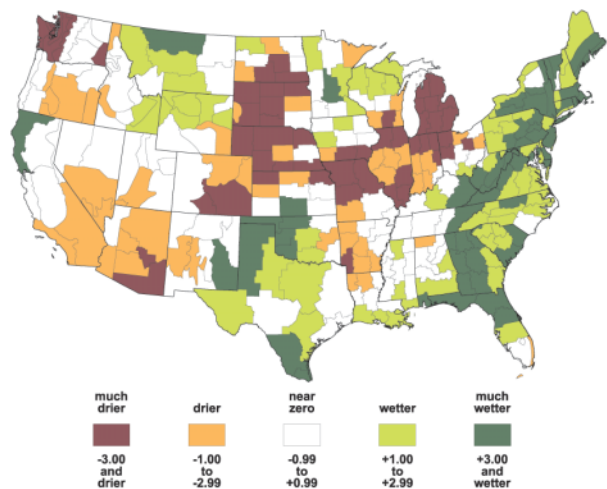 much
drier
drier
near
zero
wetter
much
wetter
-3.00
and
drier
-1.00
to
-2.99
-0.99
to
+0.99
+1.00
to
+2.99
+3.00
and
wetter